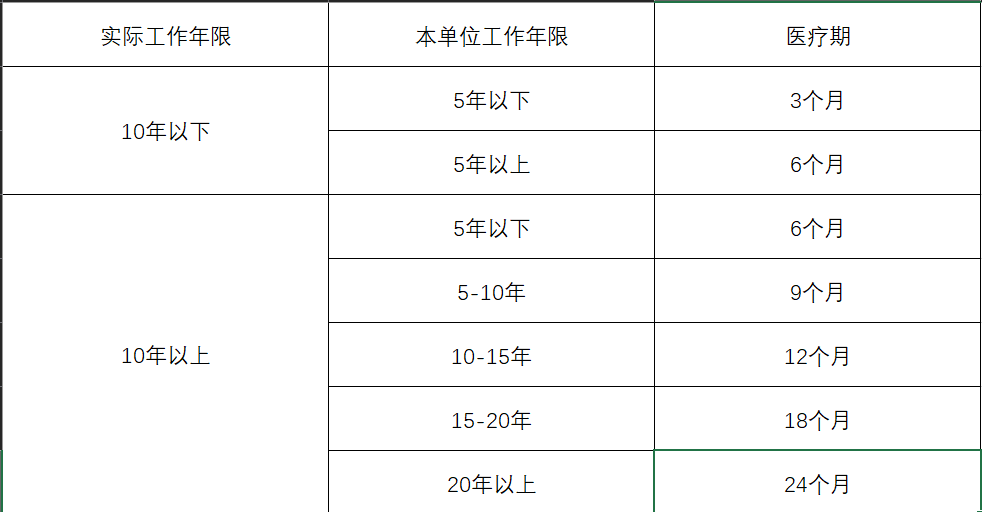 实际工作年限 本单位工作年限 医疗期
10年以下 5年以下 3个月
5年以上 6个月
10年以上 5年以下 6个月
5-10年 9个月
10-15年 12个月
15-20年 18个月
20年以上 24个月